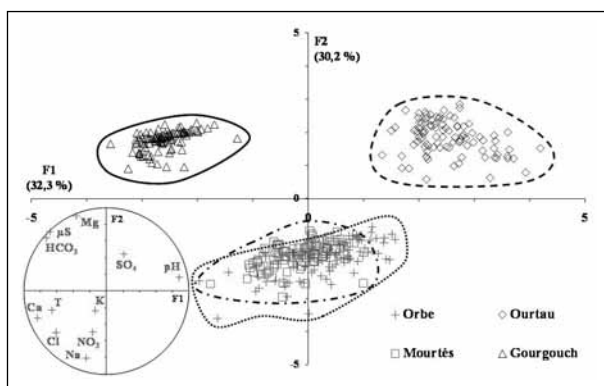 5
F2
(30,2 %)
F1
(32,3 %)
-5
0
0
5
F2
Mg
µS
HCO3
SO4
pH
F1
Ca
T
K
Cl
NO3
Na
Orbe
Ourtau
Mourtès
Gourgouch
-5